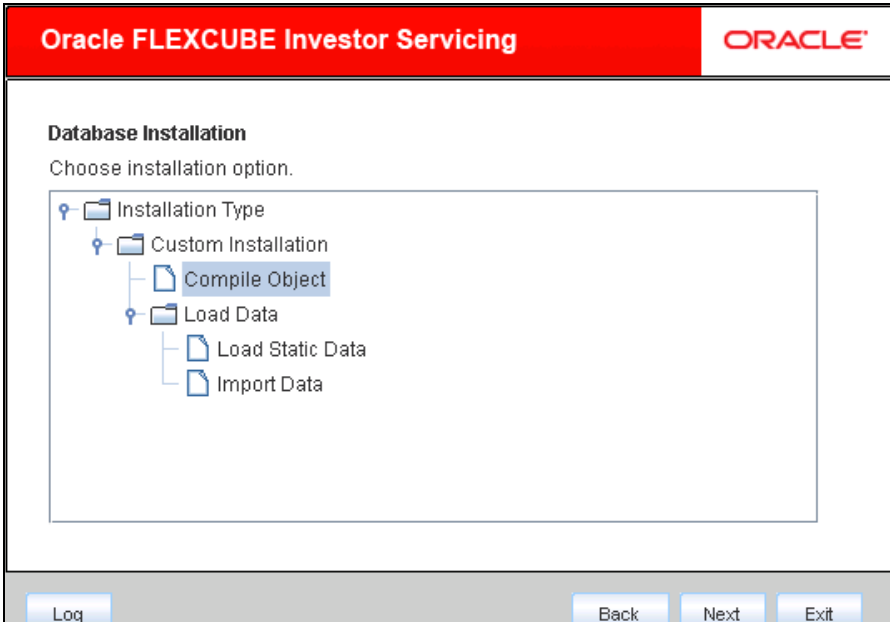 Oracle FLEXCUBE Investor Servicing
ORACLE®
Database Installation
Choose installation option.
Installation Type
Custom Installation
Compile Object
Load Data
Load Static Data
Import Data
Log
Back Next Exit